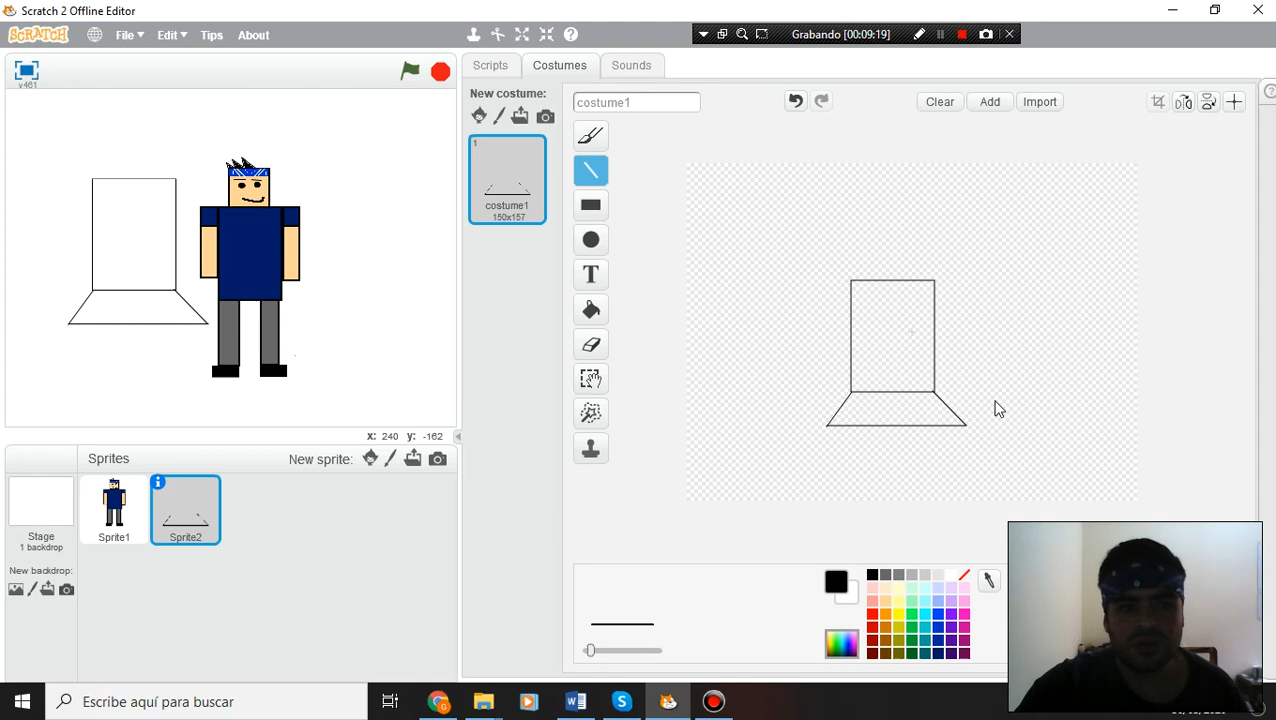 Scratch 2 Offline Editor
SCRATCH File Edit Tips About
Grabando [00:09:19]
v461
Scripts Costumes Sounds
New costume:
costume1
Clear Add Import
1
costume1
150x157
T
x: 240 y: -162
Sprites New sprite:
Stage
1 backdrop
Sprite1
Sprite2
New backdrop:
Escribe aquí para buscar